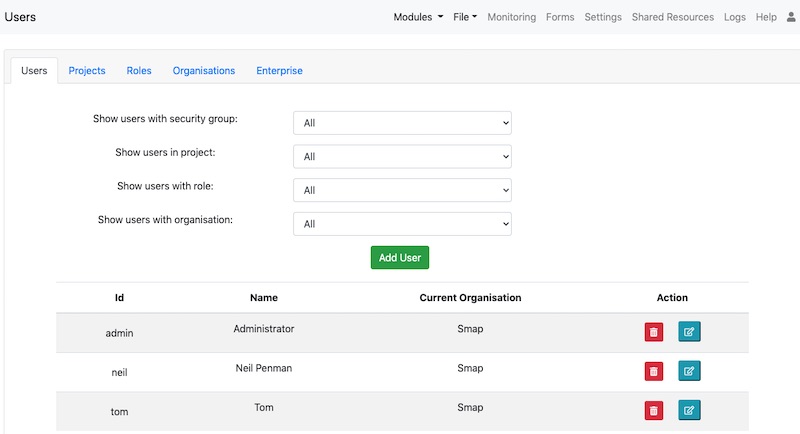 Users Modules File Monitoring Forms Settings Shared Resources Logs Help
Users Projects Roles Organisations Enterprise
Show users with security group: All
Show users in project: All
Show users with role: All
Show users with organisation: All
Add User
Id Name Current Organisation Action
admin Administrator Smap
neil Neil Penman Smap
tom Tom Smap